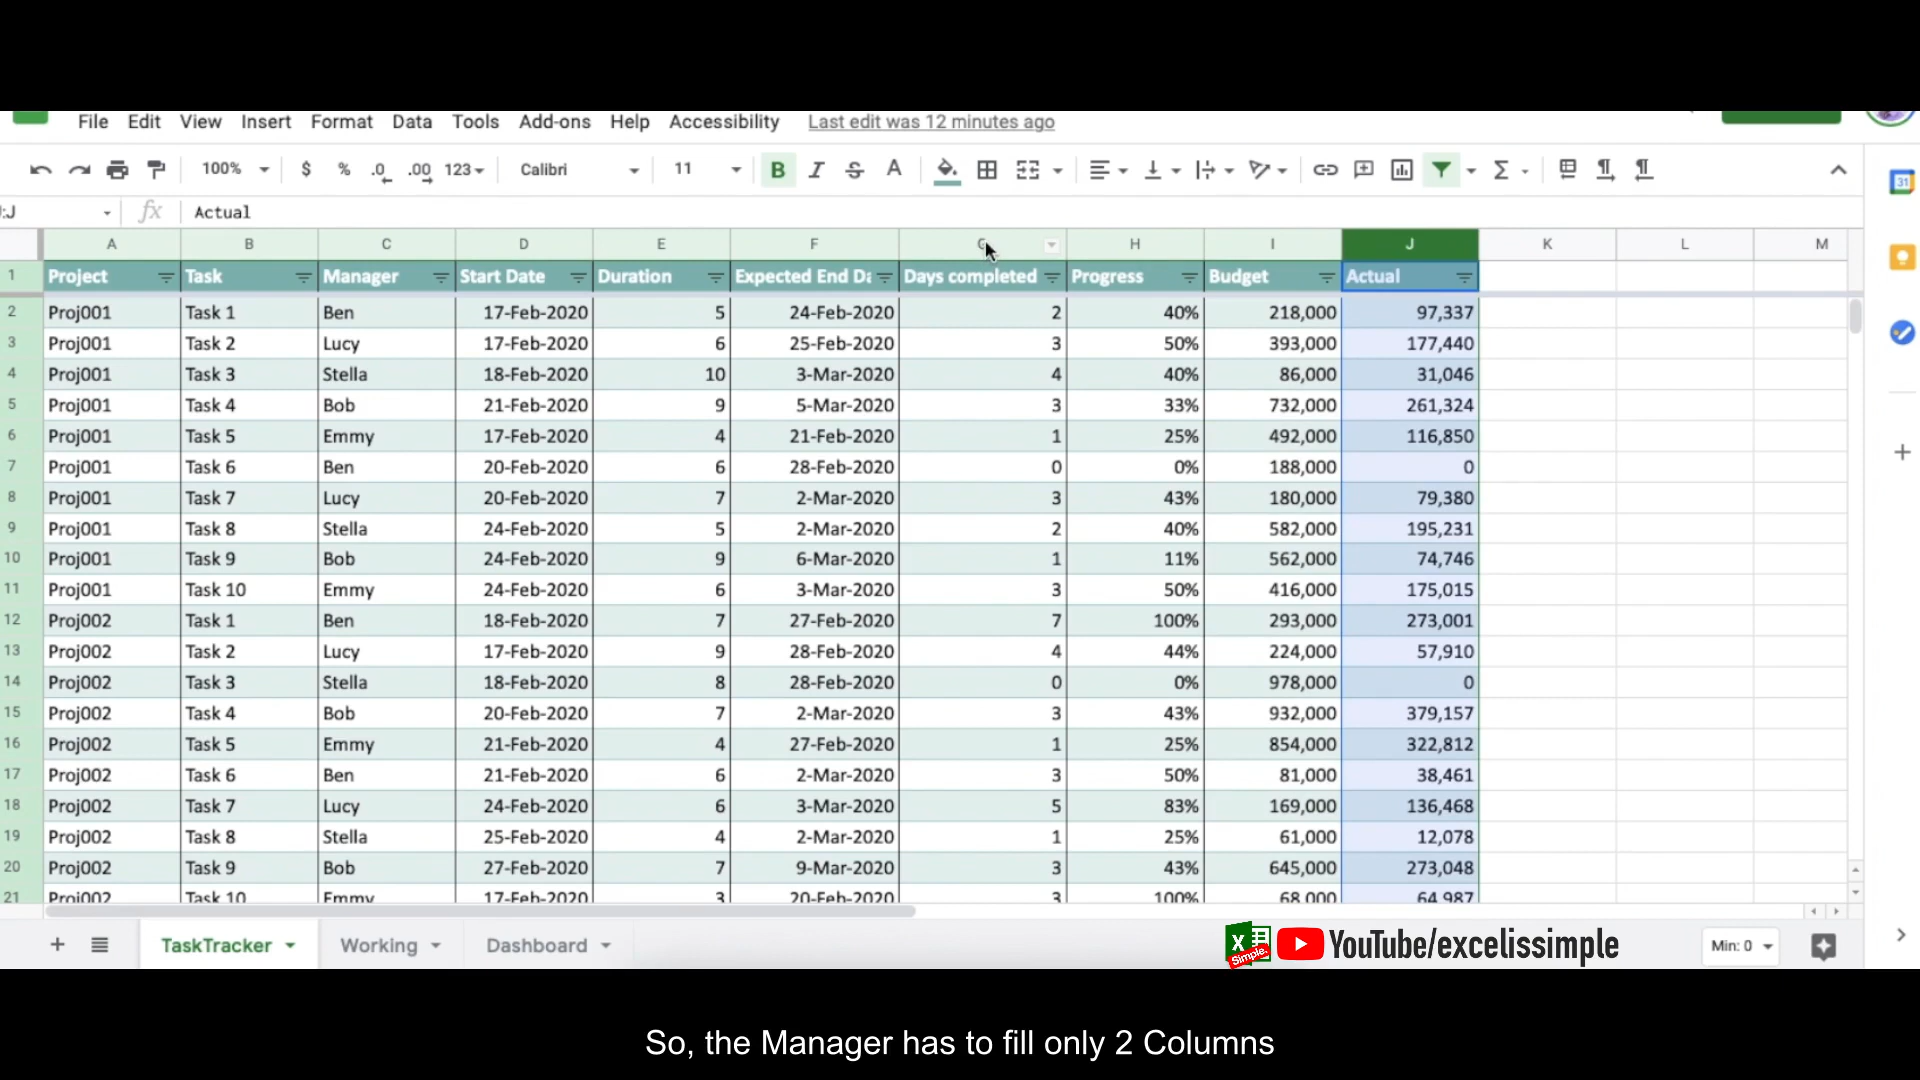 File Edit View Insert Format Data Tools Add-ons Help Accessibility Last edit was 12 minutes ago
100% $ % .0 .00 123 Calibri 11 B I S A Σ 31
:J fx Actual
A B C D E F G H I J K L M
1 Project Task Manager Start Date Duration Expected End Da Days completed Progress Budget Actual
2 Proj001 Task 1 Ben 17-Feb-2020 5 24-Feb-2020 2 40% 218,000 97,337
3 Proj001 Task 2 Lucy 17-Feb-2020 6 25-Feb-2020 3 50% 393,000 177,440
4 Proj001 Task 3 Stella 18-Feb-2020 10 3-Mar-2020 4 40% 86,000 31,046
5 Proj001 Task 4 Bob 21-Feb-2020 9 5-Mar-2020 3 33% 732,000 261,324
6 Proj001 Task 5 Emmy 17-Feb-2020 4 21-Feb-2020 1 25% 492,000 116,850
7 Proj001 Task 6 Ben 20-Feb-2020 6 28-Feb-2020 0 0% 188,000 0
8 Proj001 Task 7 Lucy 20-Feb-2020 7 2-Mar-2020 3 43% 180,000 79,380
9 Proj001 Task 8 Stella 24-Feb-2020 5 2-Mar-2020 2 40% 582,000 195,231
10 Proj001 Task 9 Bob 24-Feb-2020 9 6-Mar-2020 1 11% 562,000 74,746
11 Proj001 Task 10 Emmy 24-Feb-2020 6 3-Mar-2020 3 50% 416,000 175,015
12 Proj002 Task 1 Ben 18-Feb-2020 7 27-Feb-2020 7 100% 293,000 273,001
13 Proj002 Task 2 Lucy 17-Feb-2020 9 28-Feb-2020 4 44% 224,000 57,910
14 Proj002 Task 3 Stella 18-Feb-2020 8 28-Feb-2020 0 0% 978,000 0
15 Proj002 Task 4 Bob 20-Feb-2020 7 2-Mar-2020 3 43% 932,000 379,157
16 Proj002 Task 5 Emmy 21-Feb-2020 4 27-Feb-2020 1 25% 854,000 322,812
17 Proj002 Task 6 Ben 21-Feb-2020 6 2-Mar-2020 3 50% 81,000 38,461
18 Proj002 Task 7 Lucy 24-Feb-2020 6 3-Mar-2020 5 83% 169,000 136,468
19 Proj002 Task 8 Stella 25-Feb-2020 4 2-Mar-2020 1 25% 61,000 12,078
20 Proj002 Task 9 Bob 27-Feb-2020 7 9-Mar-2020 3 43% 645,000 273,048
21 Proj002 Task 10 Emmy 17-Feb-2020 3 20-Feb-2020 3 100% 68,000 64,987
TaskTracker Working Dashboard X Simple. YouTube/excelissimple Min: 0
So, the Manager has to fill only 2 Columns